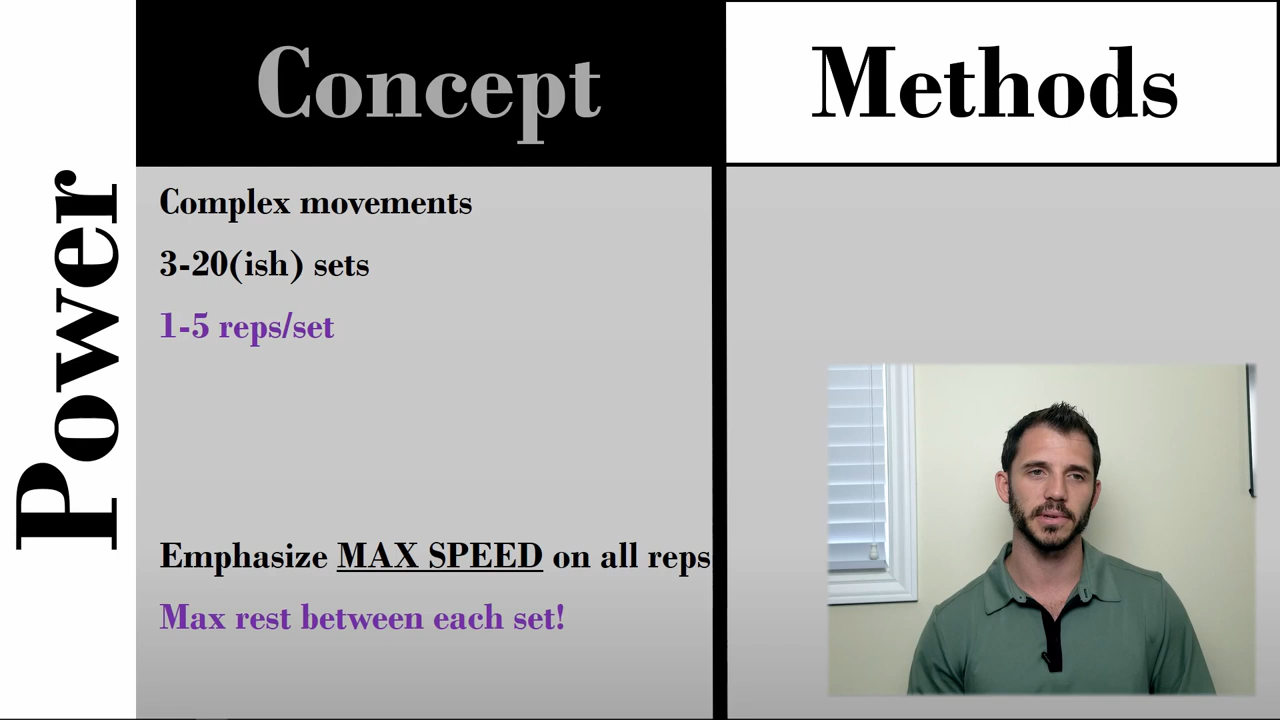 Power
Concept
Methods
Complex movements
3-20(ish) sets
1-5 reps/set
Emphasize MAX SPEED on all reps
Max rest between each set!